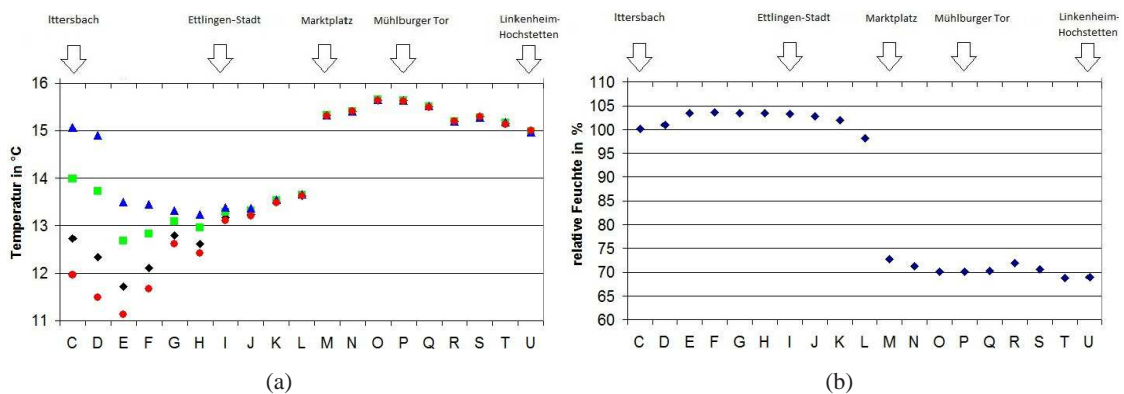 Ittersbach Ettlingen-Stadt Marktplatz Mühlburger Tor Linkenheim-
Hochstetten
Temperatur in °C
16
15
14
13
12
11
C D E F G H I J K L M N O P Q R S T U
(a)
Ittersbach Ettlingen-Stadt Marktplatz Mühlburger Tor Linkenheim-
Hochstetten
relative Feuchte in %
110
105
100
95
90
85
80
75
70
65
60
C D E F G H I J K L M N O P Q R S T U
(b)